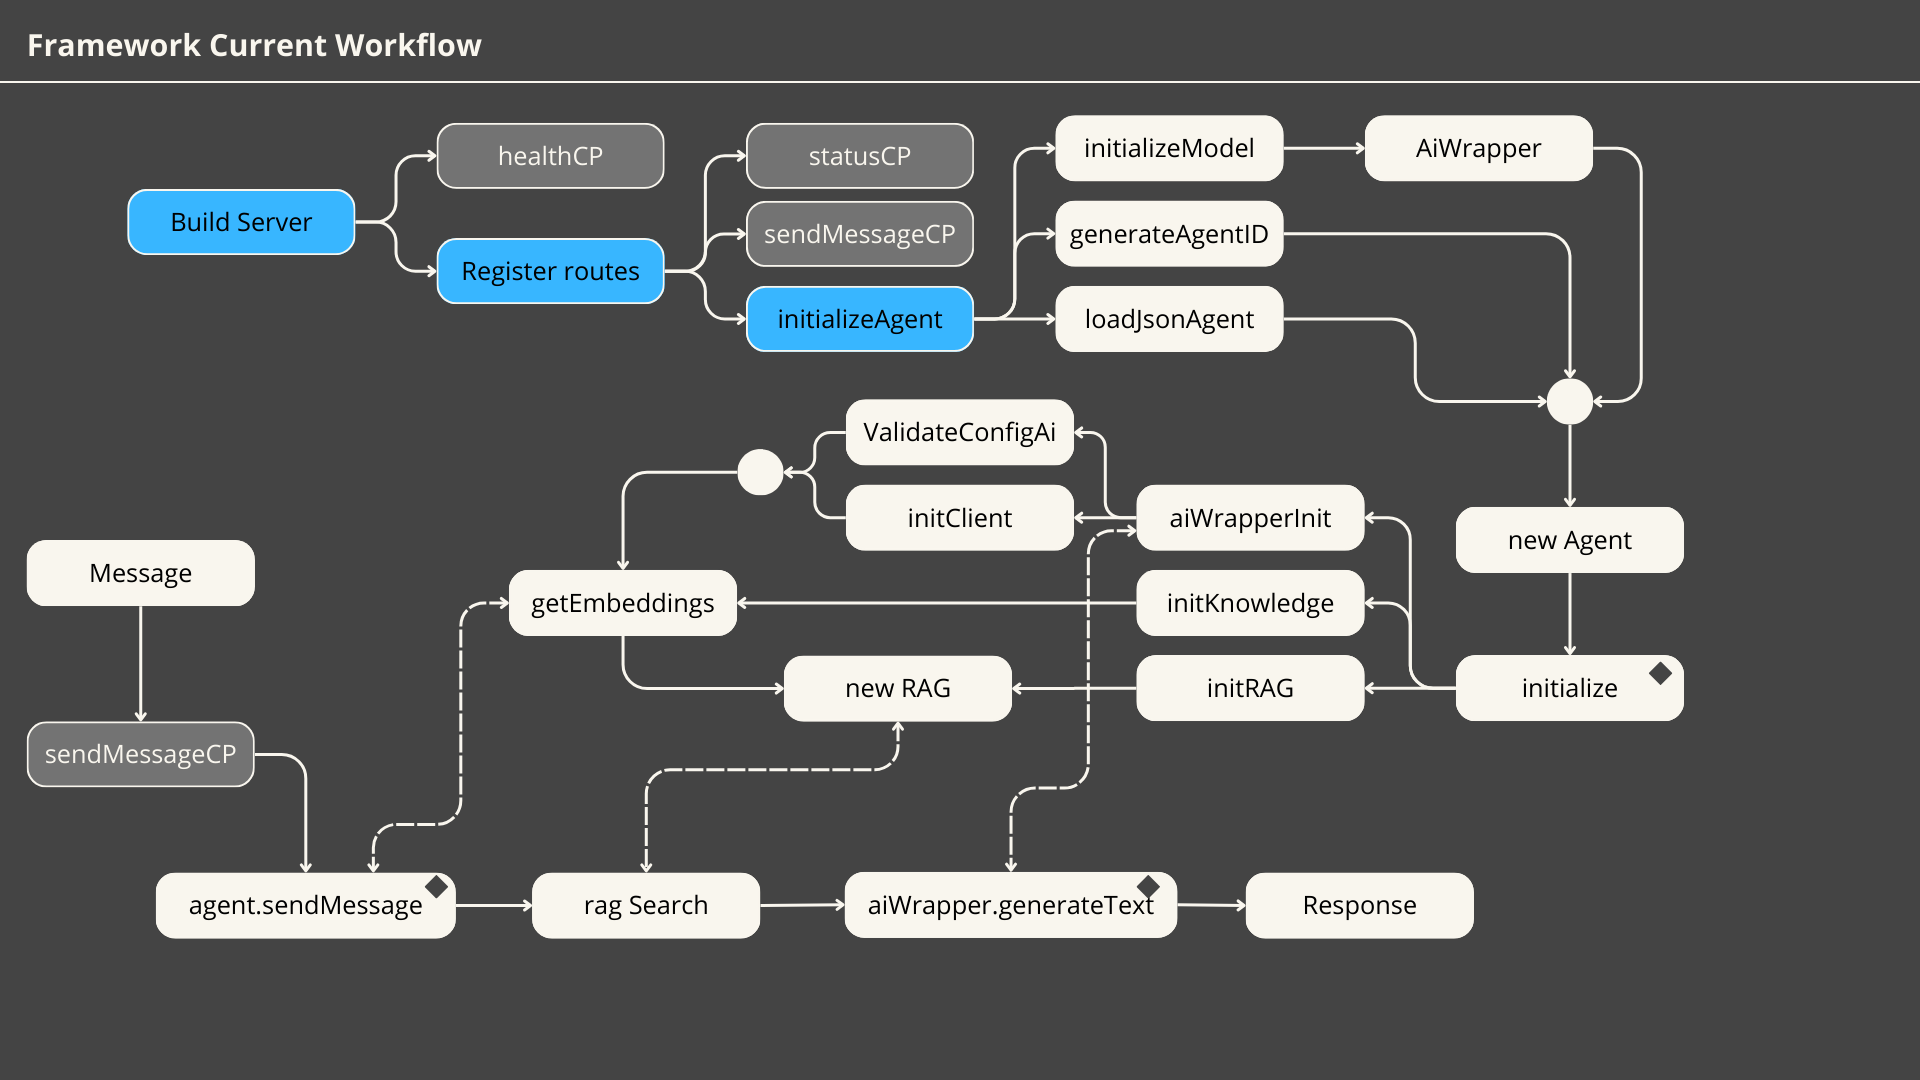 Framework Current Workflow
healthCP
statusCP
initializeModel
AiWrapper
Build Server
sendMessageCP
generateAgentID
Register routes
initializeAgent
loadJsonAgent
ValidateConfigAi
initClient
aiWrapperInit
new Agent
Message
getEmbeddings
initKnowledge
new RAG
initRAG
initialize
sendMessageCP
agent.sendMessage
rag Search
aiWrapper.generateText
Response